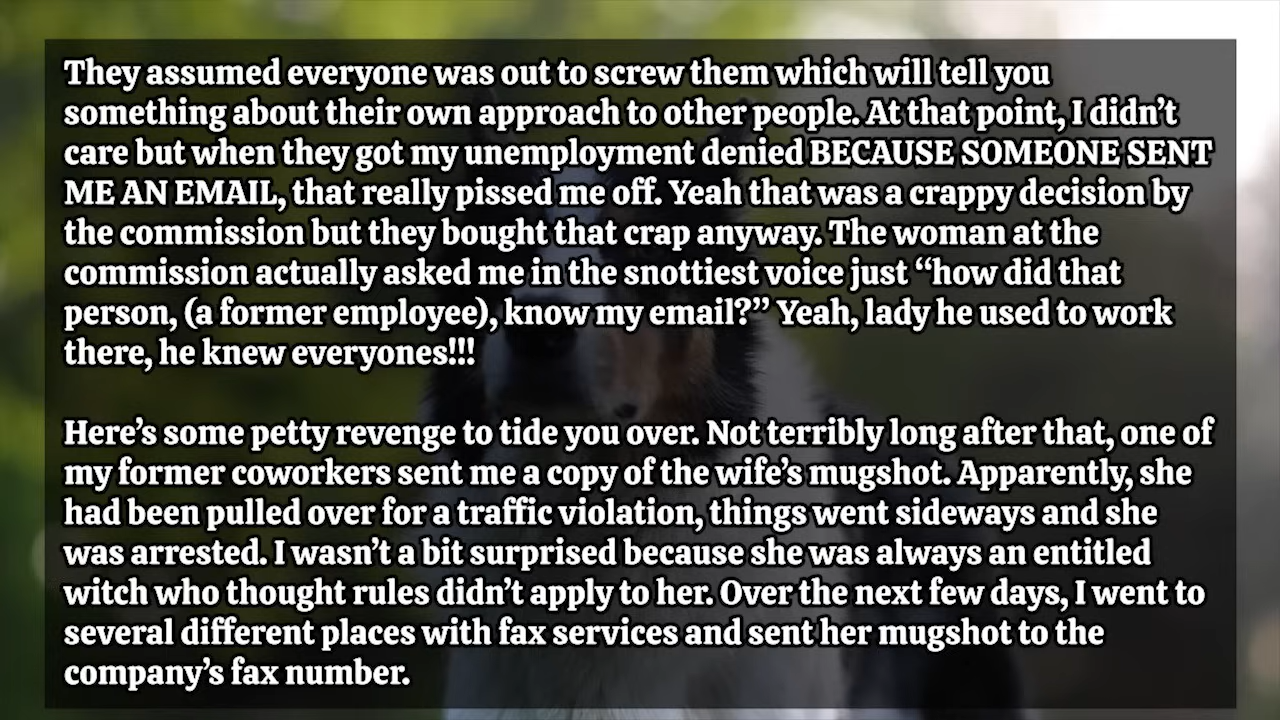 They assumed everyone was out to screw them which will tell you
something about their own approach to other people. At that point, I didn’t
care but when they got my unemployment denied BECAUSE SOMEONE SENT
ME AN EMAIL, that really pissed me off. Yeah that was a crappy decision by
the commission but they bought that crap anyway. The woman at the
commission actually asked me in the snottiest voice just “how did that
person, (a former employee), know my email?” Yeah, lady he used to work
there, he knew everyones!!!
Here’s some petty revenge to tide you over. Not terribly long after that, one of
my former coworkers sent me a copy of the wife’s mugshot. Apparently, she
had been pulled over for a traffic violation, things went sideways and she
was arrested. I wasn’t a bit surprised because she was always an entitled
witch who thought rules didn’t apply to her. Over the next few days, I went to
several different places with fax services and sent her mugshot to the
company’s fax number.